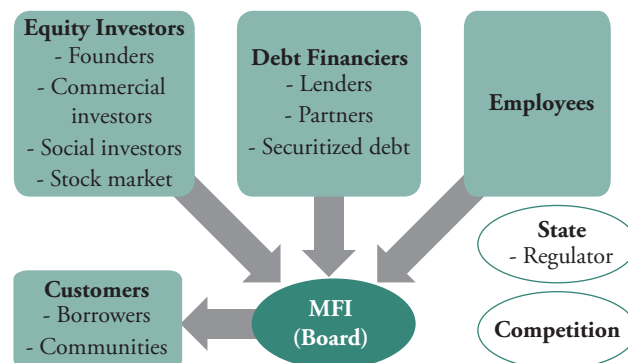 Equity Investors
- Founders
- Commercial
investors
- Social investors
- Stock market
Debt Financiers
- Lenders
- Partners
- Securitized debt
Employees
State
- Regulator
Customers
- Borrowers
- Communities
MFI
(Board)
Competition